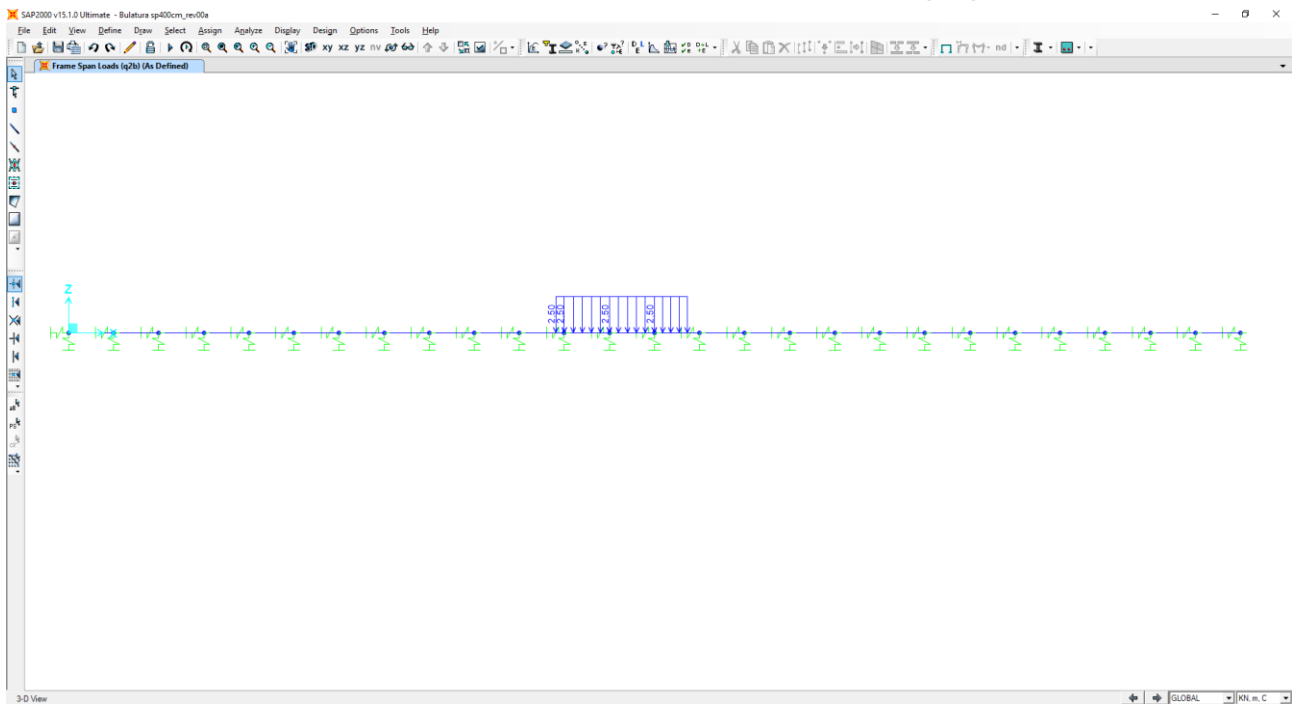 SAP2000 v15.1.0 Ultimate - Bulatura sp400cm_rev00a
File Edit View Define Draw Select Assign Analyze Display Design Options Tools Help
xy xz yz nv nd
Frame Span Loads (q2b) (As Defined)
Z
2.50 2.50 2.50 2.50
X
3-D View GLOBAL KN, m, C